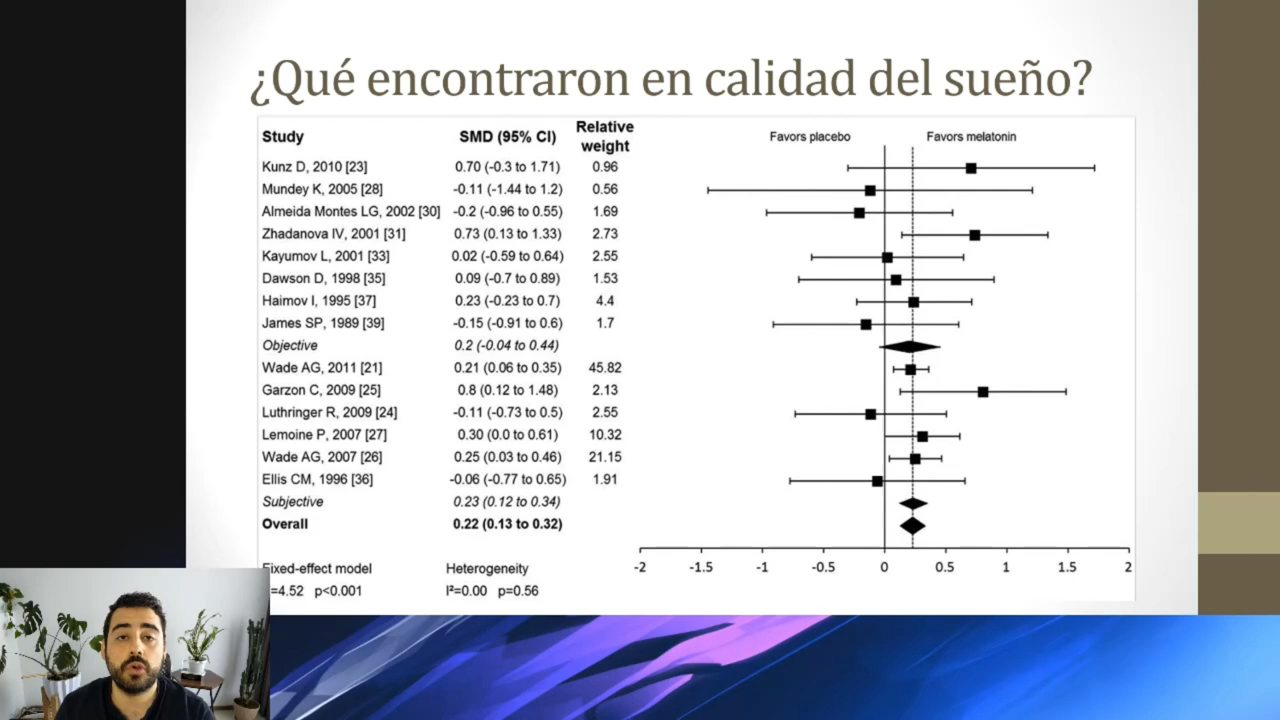 ¿Qué encontraron en calidad del sueño?
Study SMD (95% CI) Relative weight Favors placebo Favors melatonin
Kunz D, 2010 [23] 0.70 (-0.3 to 1.71) 0.96
Mundey K, 2005 [28] -0.11 (-1.44 to 1.2) 0.56
Almeida Montes LG, 2002 [30] -0.2 (-0.96 to 0.55) 1.69
Zhadanova IV, 2001 [31] 0.73 (0.13 to 1.33) 2.73
Kayumov L, 2001 [33] 0.02 (-0.59 to 0.64) 2.55
Dawson D, 1998 [35] 0.09 (-0.7 to 0.89) 1.53
Haimov I, 1995 [37] 0.23 (-0.23 to 0.7) 4.4
James SP, 1989 [39] -0.15 (-0.91 to 0.6) 1.7
Objective 0.2 (-0.04 to 0.44)
Wade AG, 2011 [21] 0.21 (0.06 to 0.35) 45.82
Garzon C, 2009 [25] 0.8 (0.12 to 1.48) 2.13
Luthringer R, 2009 [24] -0.11 (-0.73 to 0.5) 2.55
Lemoine P, 2007 [27] 0.30 (0.0 to 0.61) 10.32
Wade AG, 2007 [26] 0.25 (0.03 to 0.46) 21.15
Ellis CM, 1996 [36] -0.06 (-0.77 to 0.65) 1.91
Subjective 0.23 (0.12 to 0.34)
Overall 0.22 (0.13 to 0.32)
-2 -1.5 -1 -0.5 0 0.5 1 1.5 2
Fixed-effect model Heterogeneity
=4.52 p<0.001 I²=0.00 p=0.56